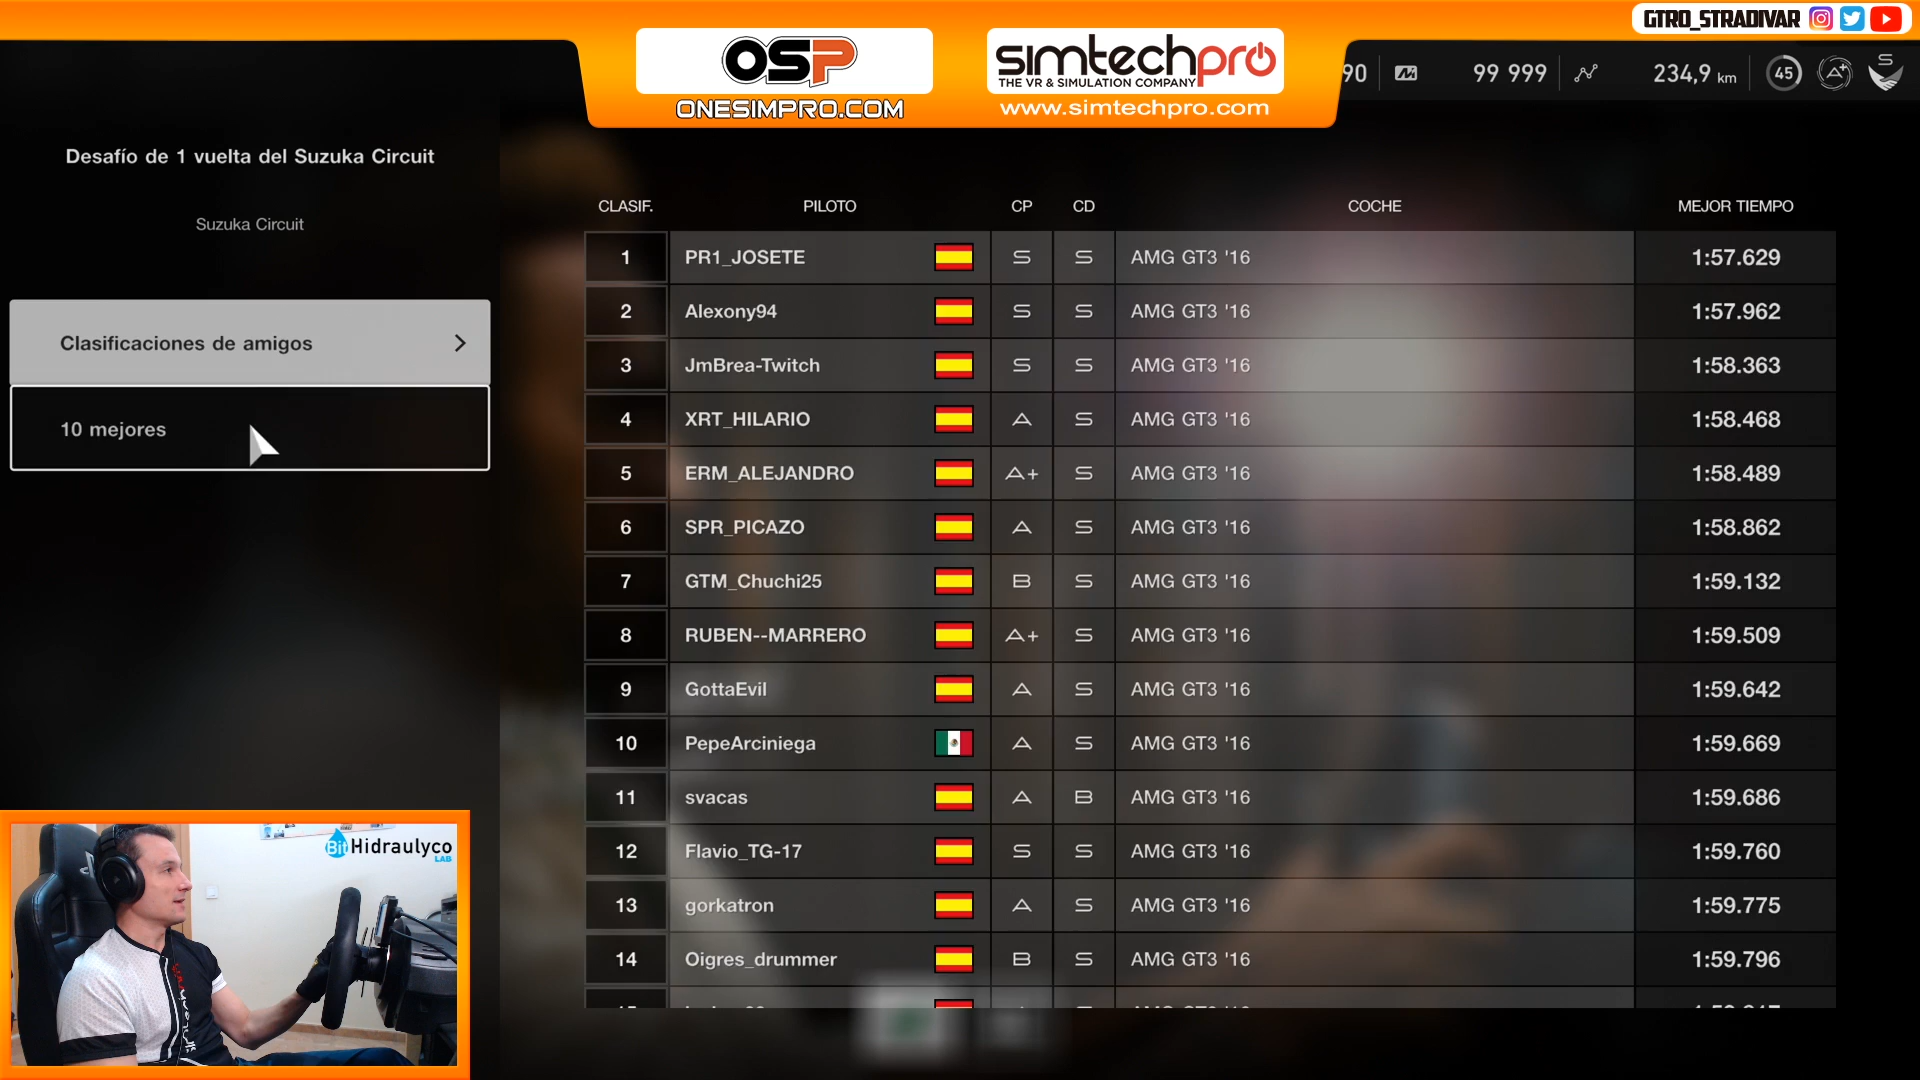 GTRO_STRADIVAR
OSP
ONESIMPRO.COM
simtechpro
THE VR & SIMULATION COMPANY
www.simtechpro.com
90
99 999
234,9 km
45
A+
S
Desafío de 1 vuelta del Suzuka Circuit
Suzuka Circuit
Clasificaciones de amigos
10 mejores
CLASIF. PILOTO CP CD COCHE MEJOR TIEMPO
1 PR1_JOSETE S S AMG GT3 '16 1:57.629
2 Alexony94 S S AMG GT3 '16 1:57.962
3 JmBrea-Twitch S S AMG GT3 '16 1:58.363
4 XRT_HILARIO A S AMG GT3 '16 1:58.468
5 ERM_ALEJANDRO A+ S AMG GT3 '16 1:58.489
6 SPR_PICAZO A S AMG GT3 '16 1:58.862
7 GTM_Chuchi25 B S AMG GT3 '16 1:59.132
8 RUBEN--MARRERO A+ S AMG GT3 '16 1:59.509
9 GottaEvil A S AMG GT3 '16 1:59.642
10 PepeArciniega A S AMG GT3 '16 1:59.669
11 svacas A B AMG GT3 '16 1:59.686
12 Flavio_TG-17 S S AMG GT3 '16 1:59.760
13 gorkatron A S AMG GT3 '16 1:59.775
14 Oigres_drummer B S AMG GT3 '16 1:59.796
BitHidraulyco
LAB